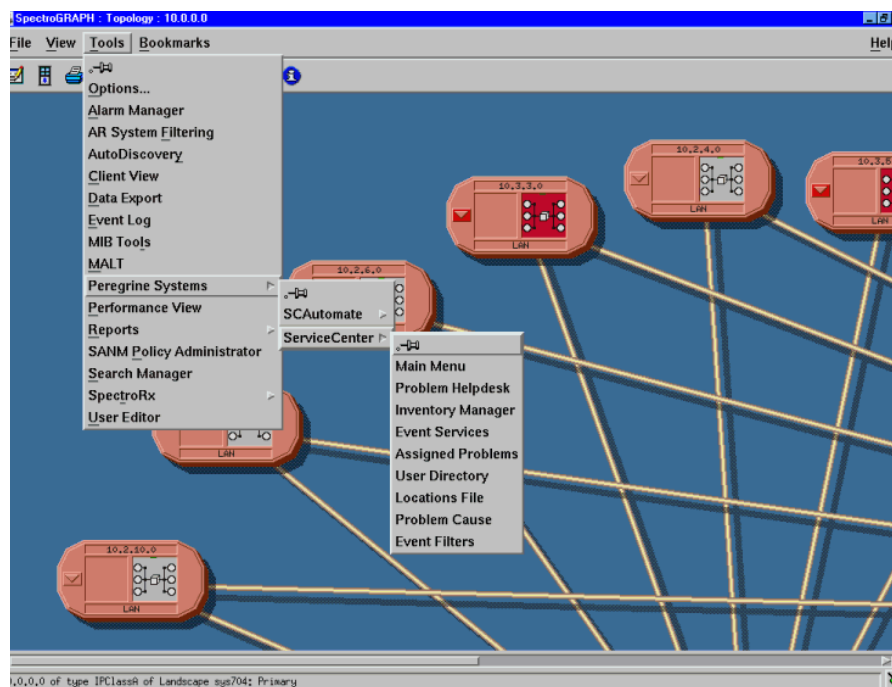 SpectroGRAPH : Topology : 10.0.0.0
File View Tools Bookmarks Help
Options...
Alarm Manager
AR System Filtering
AutoDiscovery
Client View
Data Export
Event Log
MIB Tools
MALT
Peregrine Systems
Performance View
Reports
SANM Policy Administrator
Search Manager
SpectroRx
User Editor
SCAutomate
ServiceCenter
Main Menu
Problem Helpdesk
Inventory Manager
Event Services
Assigned Problems
User Directory
Locations File
Problem Cause
Event Filters
10.2.4.0
LAN
10.3.5
LAN
10.3.3.0
LAN
10.2.6.0
LAN
10.2.10.0
LAN
0.0.0.0 of type IPClassA of Landscape sys704: Primary